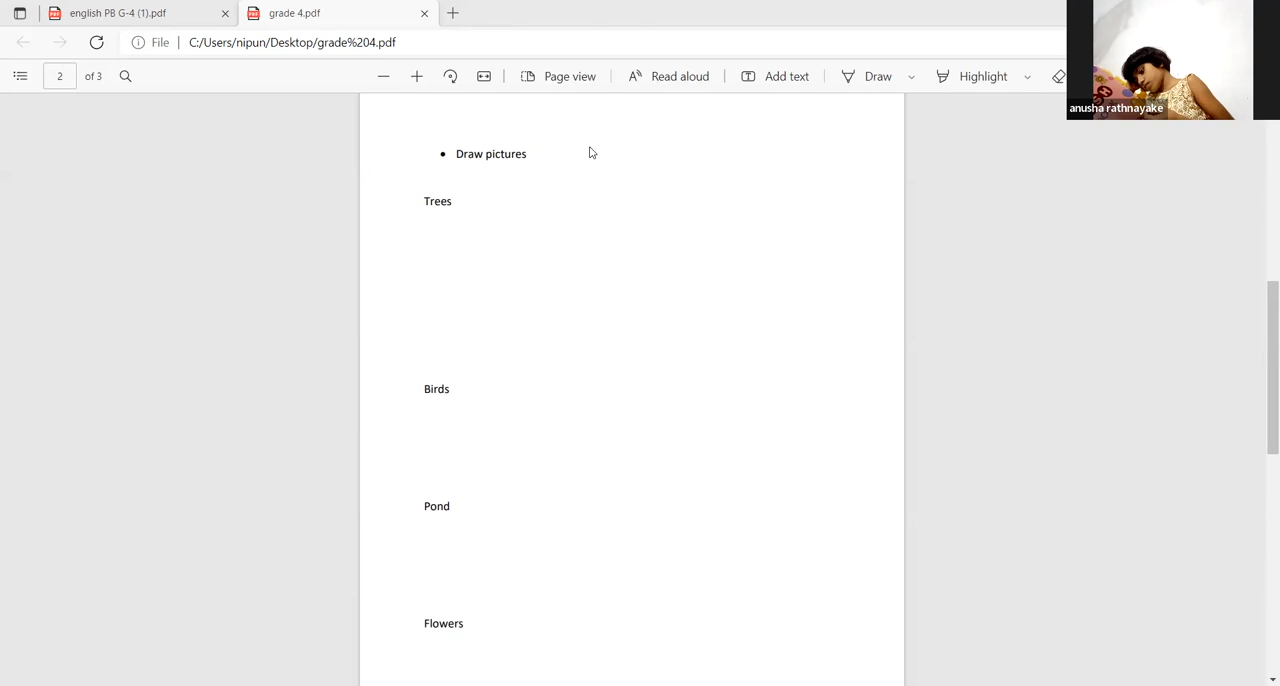 english PB G-4 (1).pdf
grade 4.pdf
File
C:/Users/nipun/Desktop/grade%204.pdf
2 of 3
Page view
Read aloud
Add text
Draw
Highlight
anusha rathnayake
• Draw pictures
Trees
Birds
Pond
Flowers